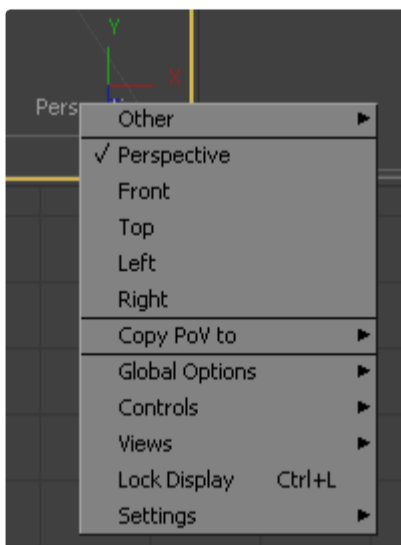 Y
X
Pers
Other
Perspective
Front
Top
Left
Right
Copy PoV to
Global Options
Controls
Views
Lock Display Ctrl+L
Settings